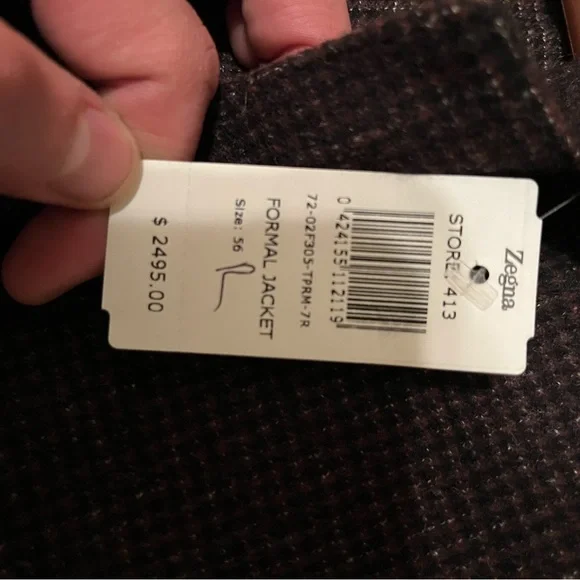 Zegna
STORE: 413
0 424155 112119
72-02F305-TPRM-7R
FORMAL JACKET
Size: 56 R
$ 2495.00